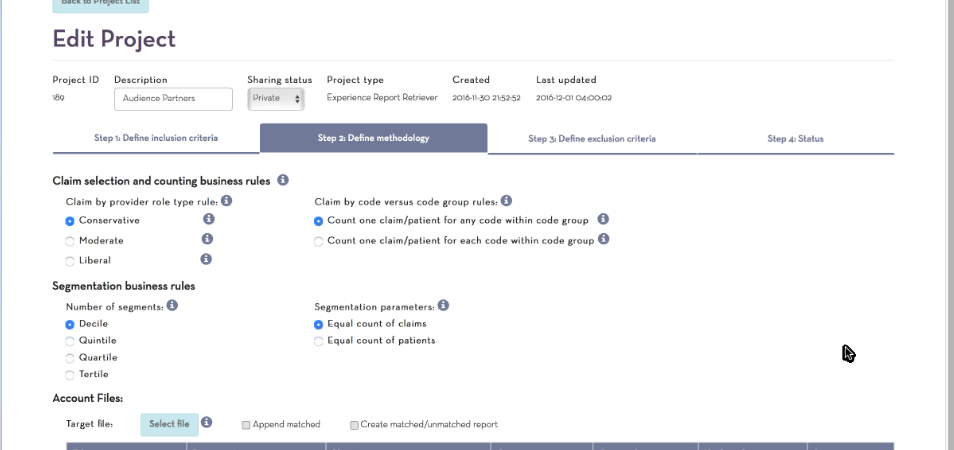 Back to Project List
Edit Project
Project ID Description Sharing status Project type Created Last updated
189 Audience Partners Private Experience Report Retriever 2016-11-30 21:52:52 2016-12-01 04:00:02
Step 1: Define inclusion criteria Step 2: Define methodology Step 3: Define exclusion criteria Step 4: Status
Claim selection and counting business rules
Claim by provider role type rule: Claim by code versus code group rules:
Conservative Count one claim/patient for any code within code group
Moderate Count one claim/patient for each code within code group
Liberal
Segmentation business rules
Number of segments: Segmentation parameters:
Decile Equal count of claims
Quintile Equal count of patients
Quartile
Tertile
Account Files:
Target file: Select file Append matched Create matched/unmatched report